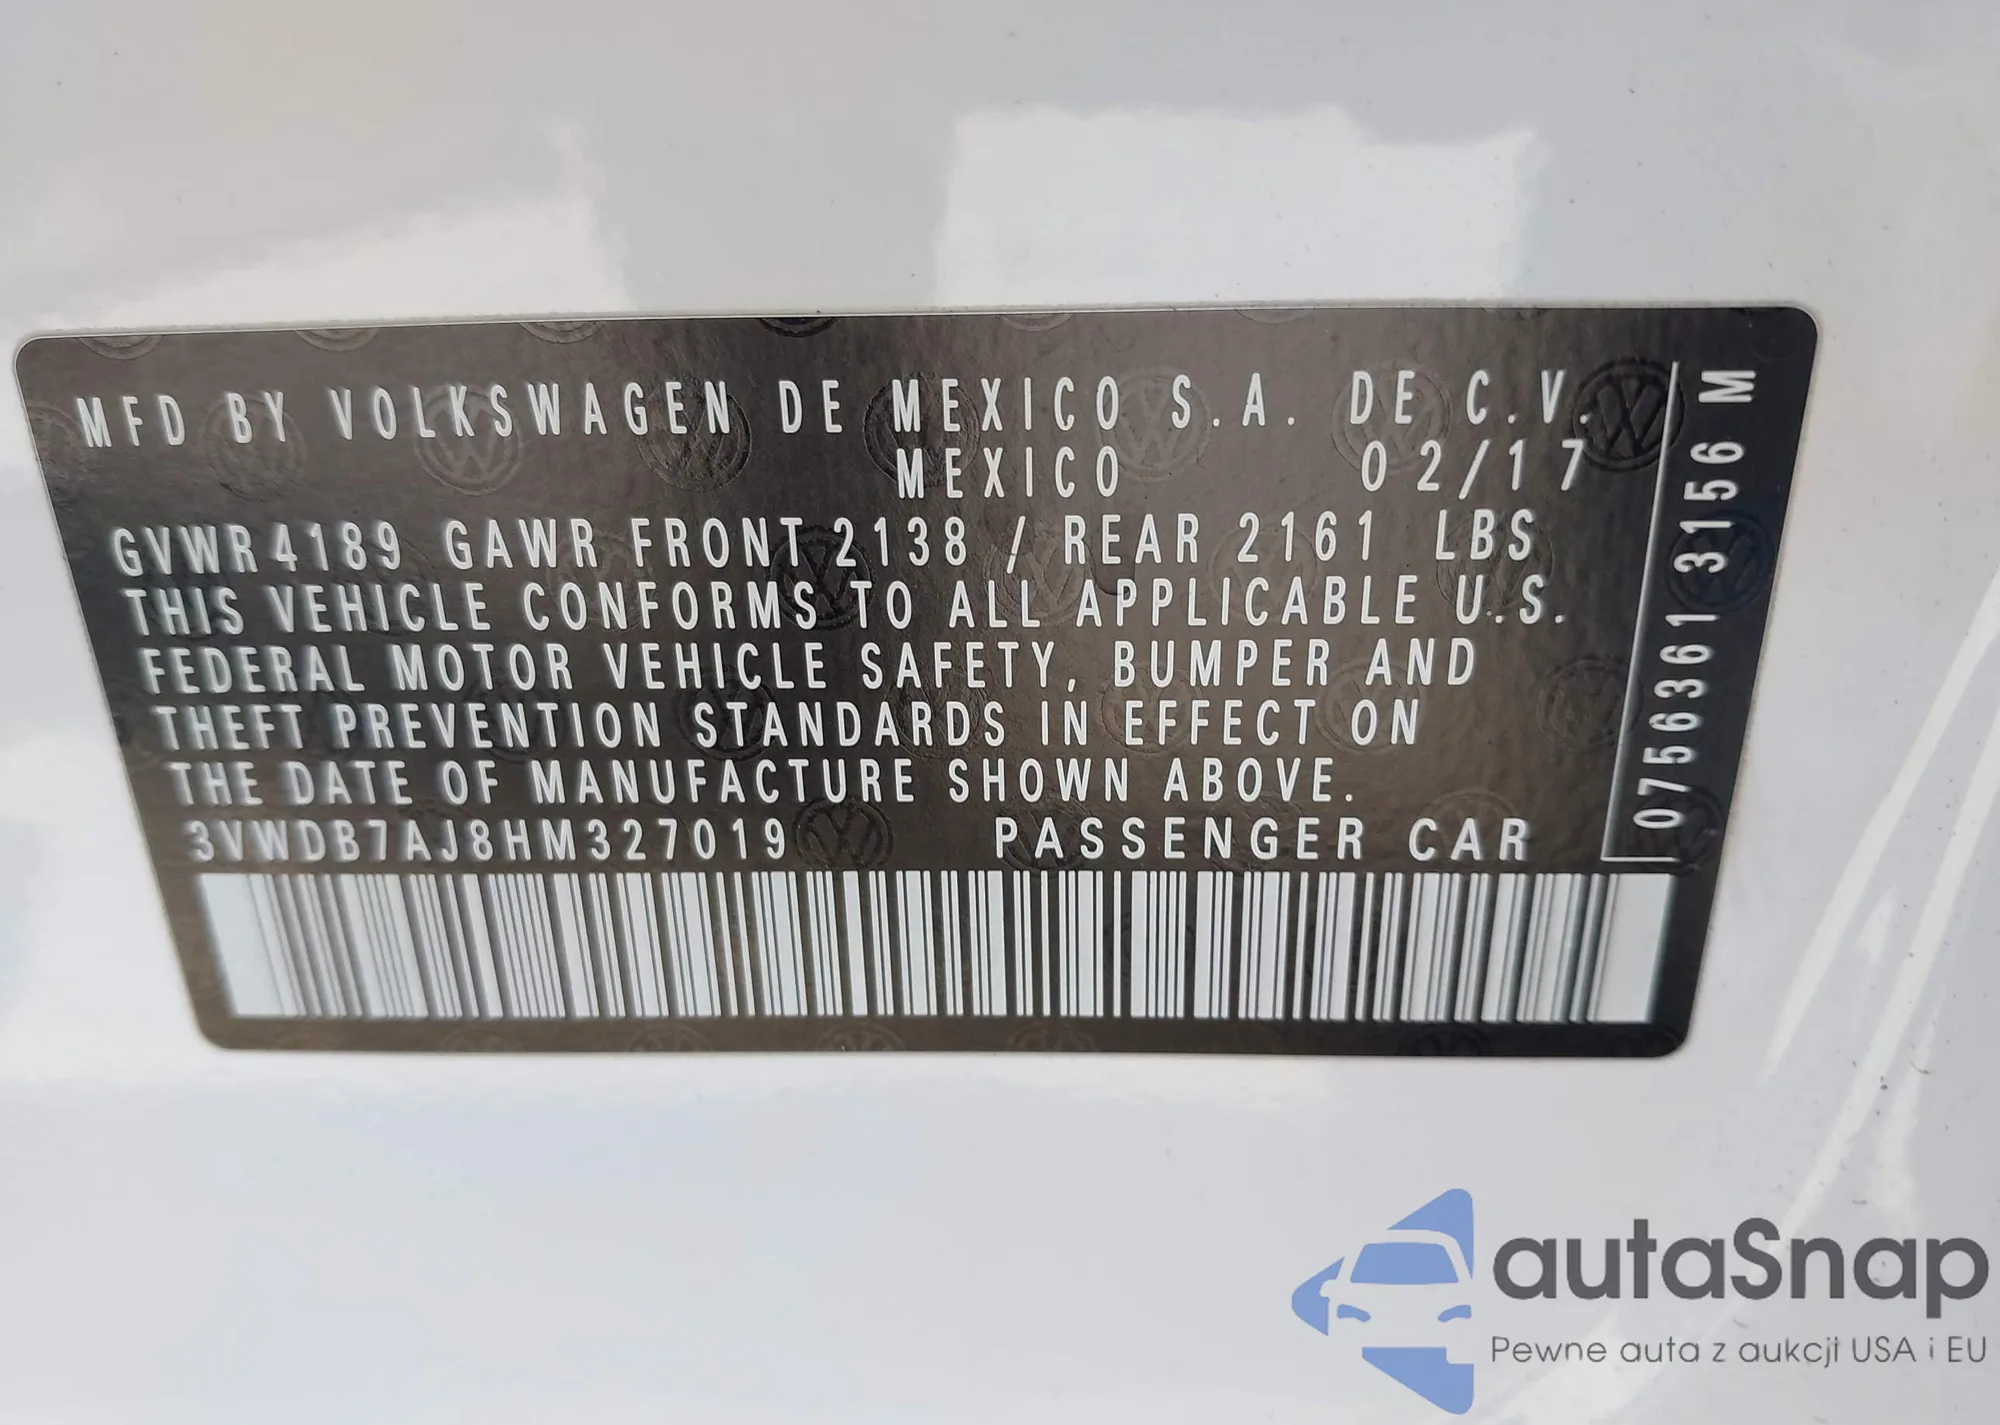 MFD BY VOLKSWAGEN DE MEXICO S.A. DE C.V.
MEXICO 02/17
GVWR 4189 GAWR FRONT 2138 / REAR 2161 LBS
THIS VEHICLE CONFORMS TO ALL APPLICABLE U.S.
FEDERAL MOTOR VEHICLE SAFETY, BUMPER AND
THEFT PREVENTION STANDARDS IN EFFECT ON
THE DATE OF MANUFACTURE SHOWN ABOVE.
3VWDB7AJ8HM327019 PASSENGER CAR
0756361 3156 M
autaSnap
Pewne auta z aukcji USA i EU